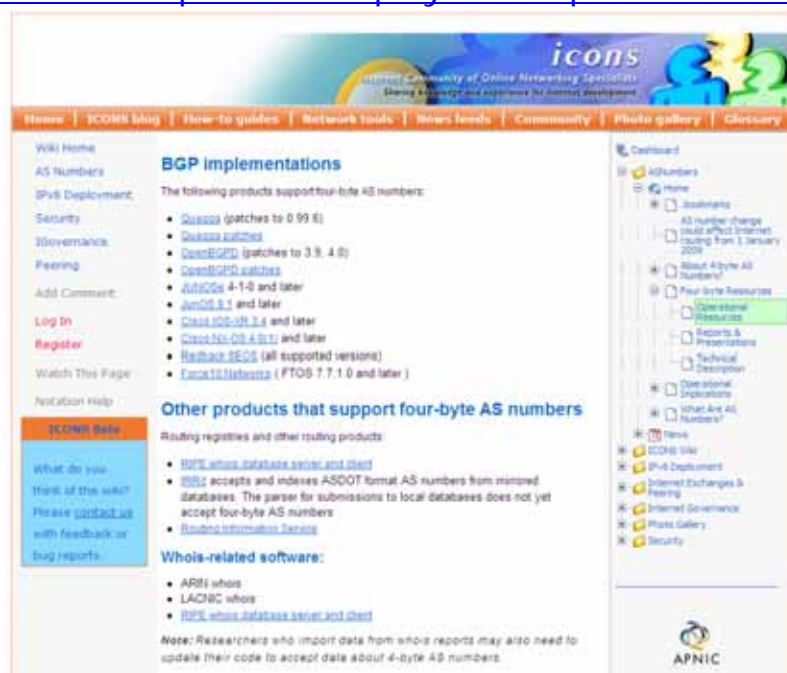 icons
Internet Community of Online Networking Specialists
Sharing knowledge and experience for Internet development
Home | ICONS blog | How-to guides | Network tools | News feeds | Community | Photo gallery | Glossary
Wiki Home
AS Numbers
IPv6 Deployment
Security
IGovernance
Peering
Add Comment
Log In
Register
Watch This Page
Notation Help
ICONS Beta
What do you
think of the wiki?
Please contact us
with feedback or
bug reports.
BGP implementations
The following products support four-byte AS numbers:
Quagga (patches to 0.99.6)
Quagga patches
OpenBGPD (patches to 3.9, 4.0)
OpenBGPD patches
JUNOSe 4-1-0 and later
JunOS 9.1 and later
Cisco IOS-XR 3.4 and later
Cisco NX-OS 4.0(1) and later
Redback SEOS (all supported versions)
Force10 Networks ( FTOS 7.7.1.0 and later )
Other products that support four-byte AS numbers
Routing registries and other routing products:
RIPE whois database server and client
IRRd accepts and indexes ASDOT format AS numbers from mirrored
databases. The parser for submissions to local databases does not yet
accept four-byte AS numbers
Routing Information Service
Whois-related software:
ARIN whois
LACNIC whois
RIPE whois database server and client
Note: Researchers who import data from whois reports may also need to
update their code to accept data about 4-byte AS numbers.
Dashboard
ASNumbers
Home
.bookmarks
AS number change
could affect Internet
routing from 1 January
2009
About 4-byte AS
Numbers?
Four-byte Resources
Operational
Resources
Reports &
Presentations
Technical
Description
Operational
Implications
What Are AS
Numbers?
News
ICONS Wiki
IPv6 Deployment
Internet Exchanges &
Peering
Internet Governance
Photo Gallery
Security
APNIC